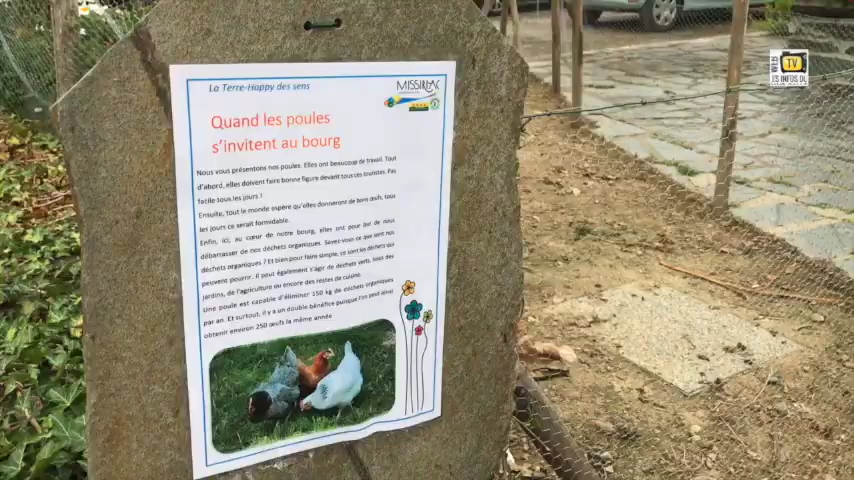 La Terre-Happy des sens
MISSIRIAC
Quand les poules
s'invitent au bourg
Nous vous présentons nos poules. Elles ont beaucoup de travail. Tout
d'abord, elles doivent faire bonne figure devant tous ces touristes. Pas
facile tous les jours !
Ensuite, tout le monde espère qu'elles donneront de bons œufs, tous
les jours ce serait formidable.
Enfin, ici, au cœur de notre bourg, elles ont pour but de nous
débarrasser de nos déchets organiques. Savez-vous ce que sont nos
déchets organiques ? Et bien pour faire simple, ce sont les déchets qui
peuvent pourrir. Il peut également s'agir de déchets verts, issus des
jardins, de l'agriculture ou encore des restes de cuisine.
Une poule est capable d'éliminer 150 kg de déchets organiques
par an. Et surtout, il y a un double bénéfice puisque l'on peut ainsi
obtenir environ 250 œufs la même année
WEB
TV
LES INFOS DU